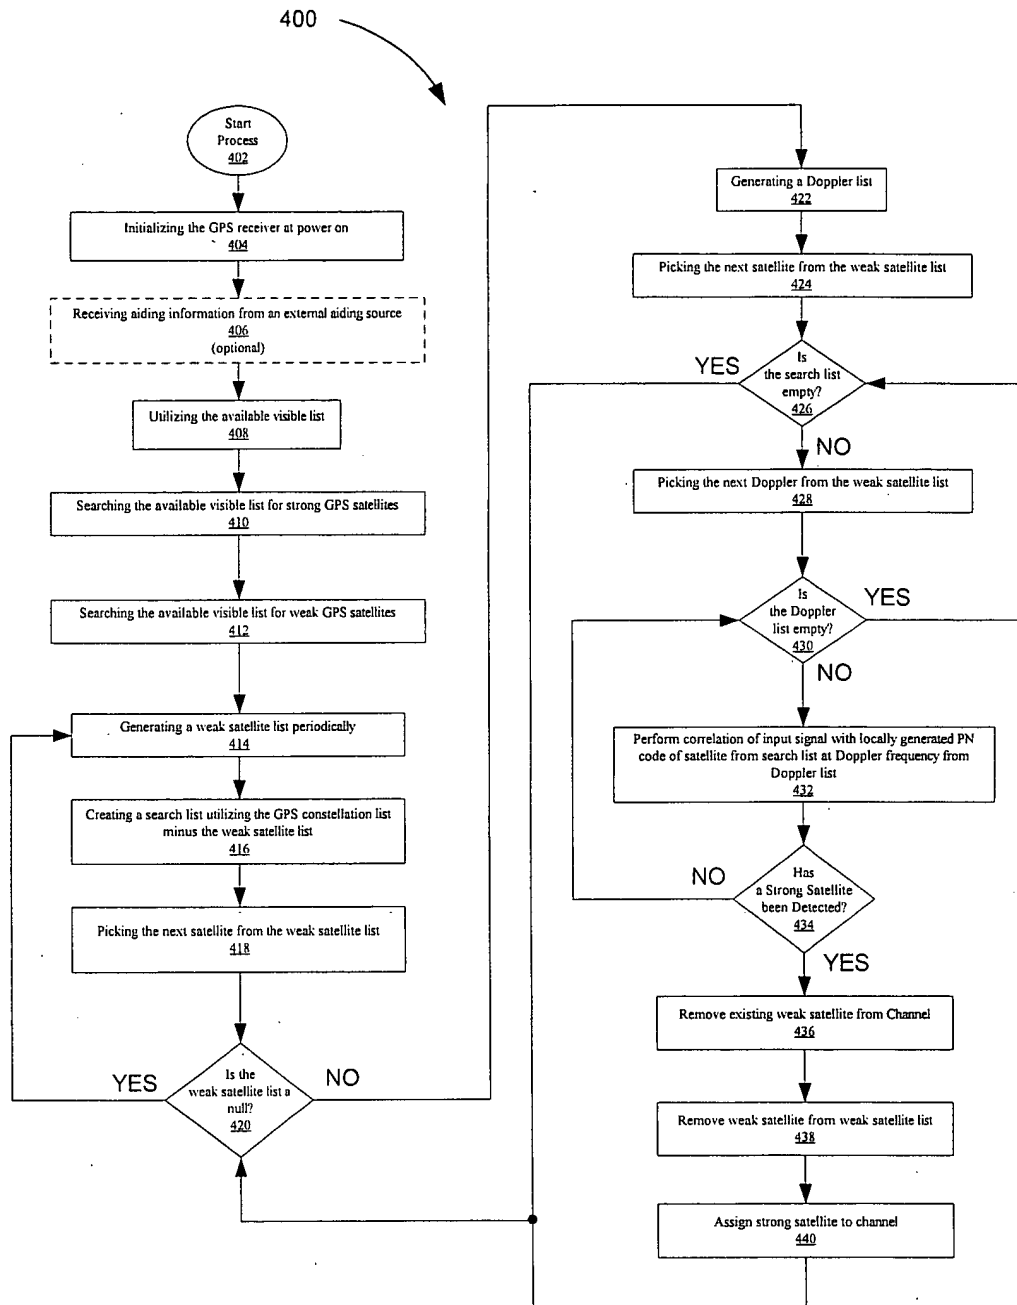 400
Start
Process
402
Initializing the GPS receiver at power on
404
Receiving aiding information from an external aiding source
406
(optional)
Utilizing the available visible list
408
Searching the available visible list for strong GPS satellites
410
Searching the available visible list for weak GPS satellites
412
Generating a weak satellite list periodically
414
Creating a search list utilizing the GPS constellation list
minus the weak satellite list
416
Picking the next satellite from the weak satellite list
418
Is the
weak satellite list a
null?
420
YES
NO
Generating a Doppler list
422
Picking the next satellite from the weak satellite list
424
Is
the search list
empty?
426
YES
NO
Picking the next Doppler from the weak satellite list
428
Is
the Doppler
list empty?
430
YES
NO
Perform correlation of input signal with locally generated PN
code of satellite from search list at Doppler frequency from
Doppler list
432
Has
a Strong Satellite
been Detected?
434
NO
YES
Remove existing weak satellite from Channel
436
Remove weak satellite from weak satellite list
438
Assign strong satellite to channel
440